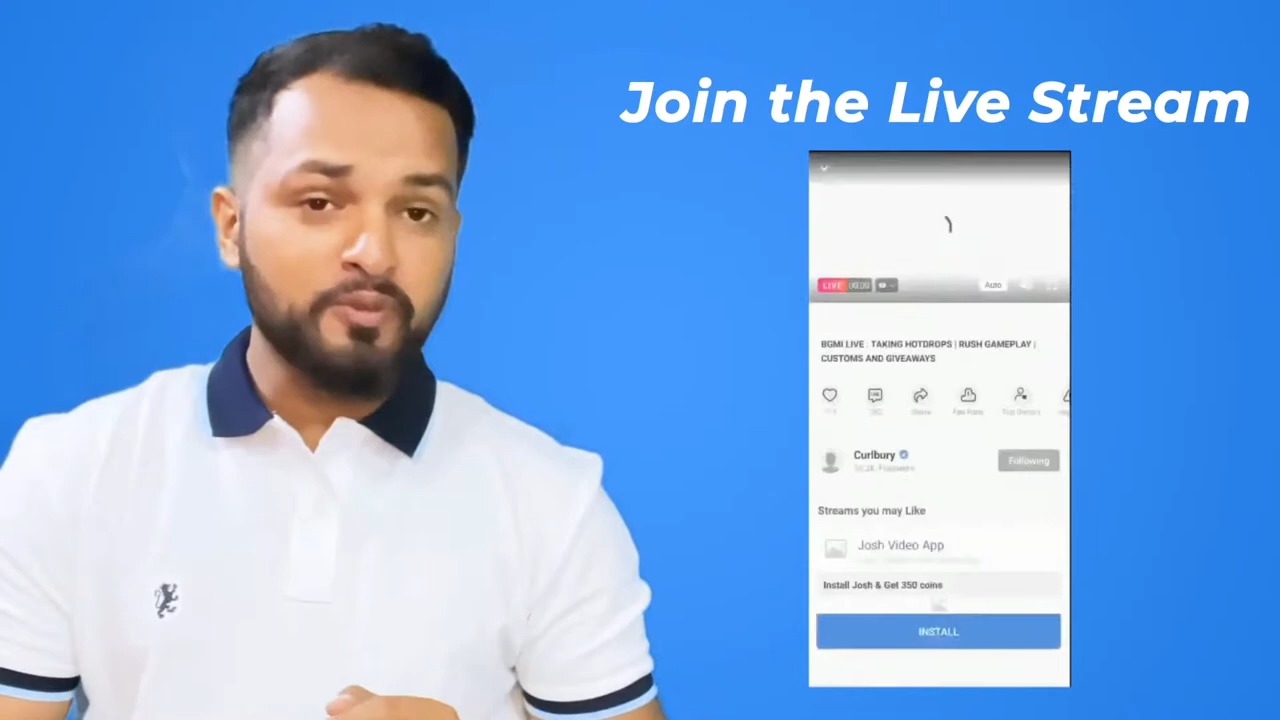 Join the Live Stream
LIVE
Auto
BGMI LIVE TAKING HOTDROPS | RUSH GAMEPLAY |
CUSTOMS AND GIVEAWAYS
Curlbury
Following
Streams you may Like
Josh Video App
Install Josh & Get 350 coins
INSTALL